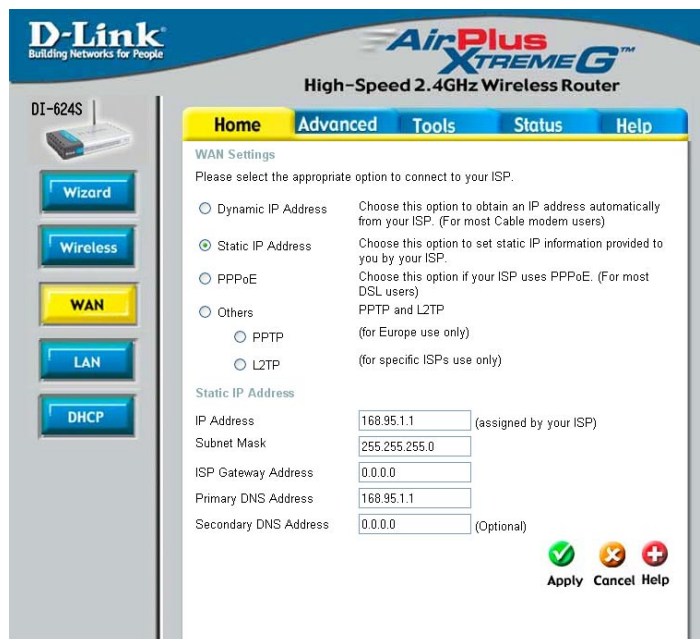 D-Link
Building Networks for People
AirPlus
XTREME G™
High-Speed 2.4GHz Wireless Router
DI-624S
Home Advanced Tools Status Help
Wizard
Wireless
WAN
LAN
DHCP
WAN Settings
Please select the appropriate option to connect to your ISP.
Dynamic IP Address Choose this option to obtain an IP address automatically
from your ISP. (For most Cable modem users)
Static IP Address Choose this option to set static IP information provided to
you by your ISP.
PPPoE Choose this option if your ISP uses PPPoE. (For most
DSL users)
Others PPTP and L2TP
PPTP (for Europe use only)
L2TP (for specific ISPs use only)
Static IP Address
IP Address 168.95.1.1 (assigned by your ISP)
Subnet Mask 255.255.255.0
ISP Gateway Address 0.0.0.0
Primary DNS Address 168.95.1.1
Secondary DNS Address 0.0.0.0 (Optional)
Apply Cancel Help